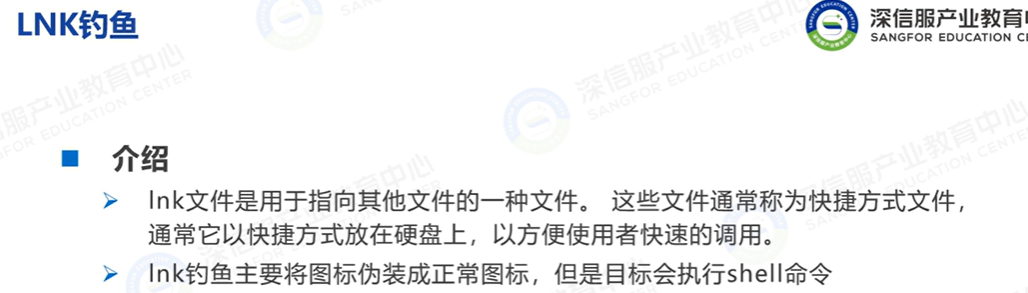 LNK钓鱼
深信服产业教育中
SANGFOR EDUCATION CE
介绍
lnk文件是用于指向其他文件的一种文件。 这些文件通常称为快捷方式文件，
通常它以快捷方式放在硬盘上，以方便使用者快速的调用。
lnk钓鱼主要将图标伪装成正常图标，但是目标会执行shell命令
深信服产业教育中心
SANGFOR EDUCATION CENTER